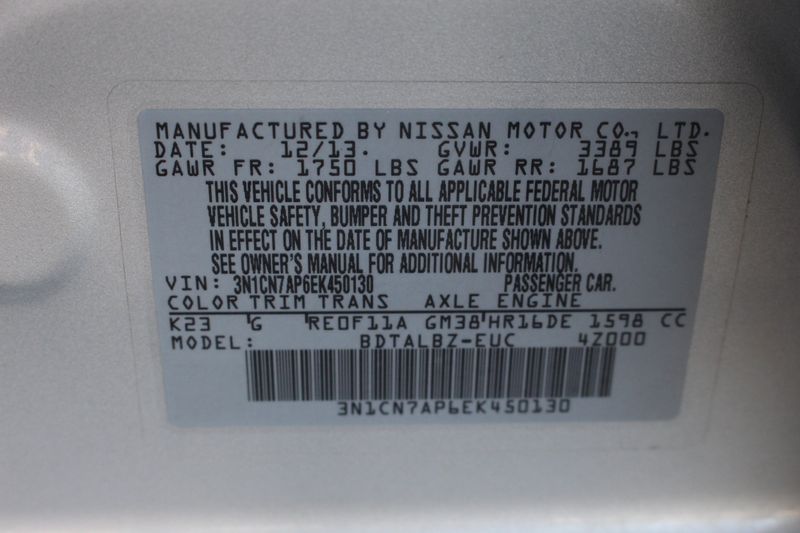 MANUFACTURED BY NISSAN MOTOR CO., LTD.
DATE: 12/13. GVWR: 3389 LBS
GAWR FR: 1750 LBS GAWR RR: 1687 LBS
THIS VEHICLE CONFORMS TO ALL APPLICABLE FEDERAL MOTOR
VEHICLE SAFETY, BUMPER AND THEFT PREVENTION STANDARDS
IN EFFECT ON THE DATE OF MANUFACTURE SHOWN ABOVE.
SEE OWNER'S MANUAL FOR ADDITIONAL INFORMATION.
VIN: 3N1CN7AP6EK450130 PASSENGER CAR.
COLOR TRIM TRANS AXLE ENGINE
K23 G RE0F11A GM38 HR16DE 1598 CC
MODEL: BDTALBZ-EUC 4Z000
3N1CN7AP6EK450130